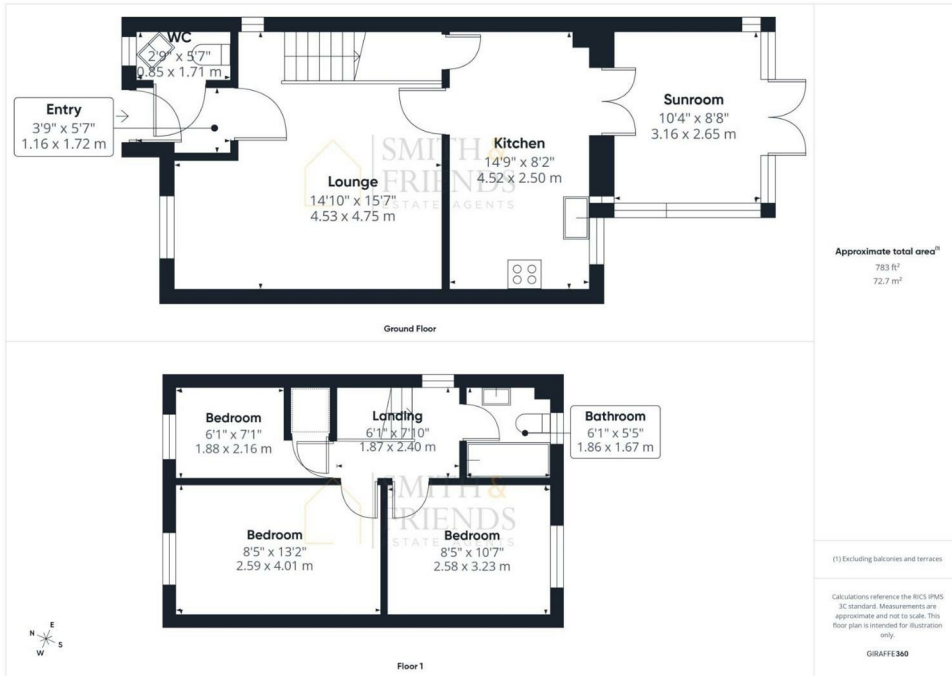 WC
2'9" x 5'7"
0.85 x 1.71 m
Entry
3'9" x 5'7"
1.16 x 1.72 m
Lounge
14'10" x 15'7"
4.53 x 4.75 m
Kitchen
14'9" x 8'2"
4.52 x 2.50 m
Sunroom
10'4" x 8'8"
3.16 x 2.65 m
SMITH &
FRIENDS
ESTATE AGENTS
Ground Floor
Approximate total area(1)
783 ft²
72.7 m²
Bedroom
6'1" x 7'1"
1.88 x 2.16 m
Landing
6'1" x 7'10"
1.87 x 2.40 m
Bathroom
6'1" x 5'5"
1.86 x 1.67 m
Bedroom
8'5" x 13'2"
2.59 x 4.01 m
Bedroom
8'5" x 10'7"
2.58 x 3.23 m
SMITH &
FRIENDS
ESTATE AGENTS
N E S W
Floor 1
(1) Excluding balconies and terraces
Calculations reference the RICS IPMS
3C standard. Measurements are
approximate and not to scale. This
floor plan is intended for illustration
only.
GIRAFFE360